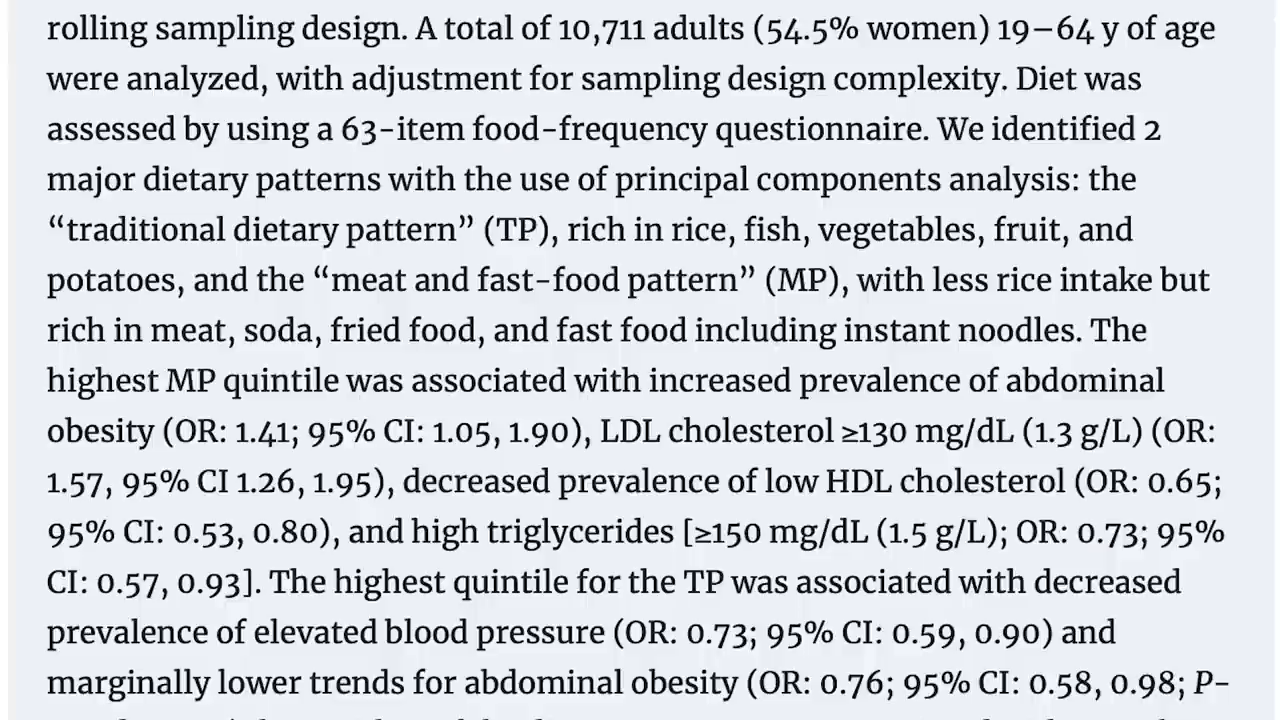 rolling sampling design. A total of 10,711 adults (54.5% women) 19–64 y of age
were analyzed, with adjustment for sampling design complexity. Diet was
assessed by using a 63-item food-frequency questionnaire. We identified 2
major dietary patterns with the use of principal components analysis: the
“traditional dietary pattern” (TP), rich in rice, fish, vegetables, fruit, and
potatoes, and the “meat and fast-food pattern” (MP), with less rice intake but
rich in meat, soda, fried food, and fast food including instant noodles. The
highest MP quintile was associated with increased prevalence of abdominal
obesity (OR: 1.41; 95% CI: 1.05, 1.90), LDL cholesterol ≥130 mg/dL (1.3 g/L) (OR:
1.57, 95% CI 1.26, 1.95), decreased prevalence of low HDL cholesterol (OR: 0.65;
95% CI: 0.53, 0.80), and high triglycerides [≥150 mg/dL (1.5 g/L); OR: 0.73; 95%
CI: 0.57, 0.93]. The highest quintile for the TP was associated with decreased
prevalence of elevated blood pressure (OR: 0.73; 95% CI: 0.59, 0.90) and
marginally lower trends for abdominal obesity (OR: 0.76; 95% CI: 0.58, 0.98; P-